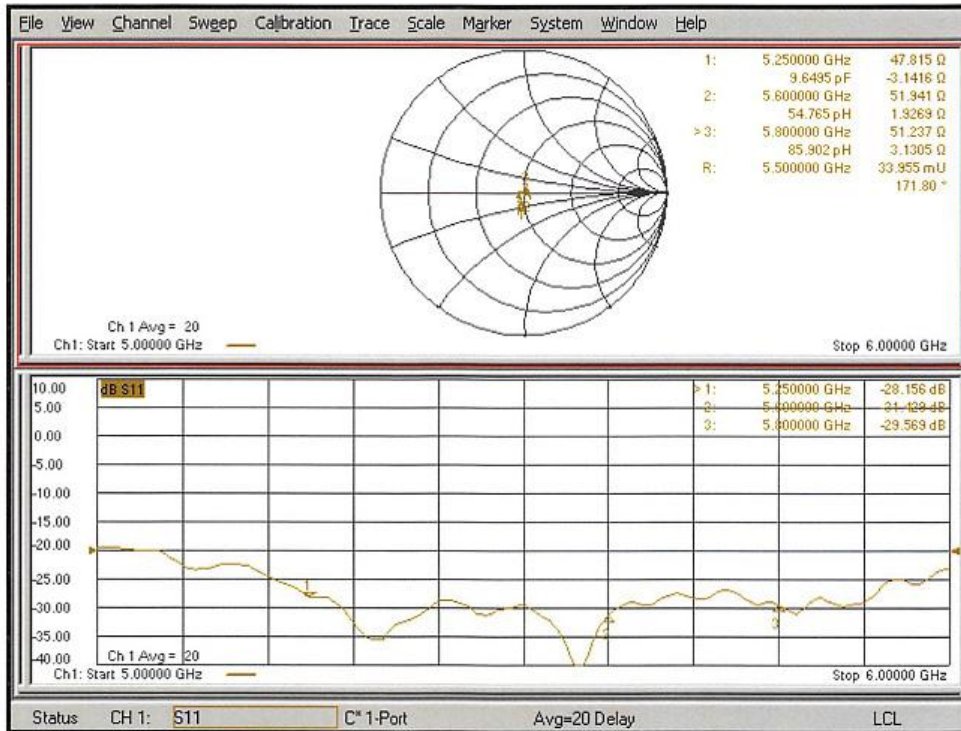 File View Channel Sweep Calibration Trace Scale Marker System Window Help
1: 5.250000 GHz 47.815 Ω
9.6495 pF -3.1416 Ω
2: 5.600000 GHz 51.941 Ω
54.765 pH 1.9269 Ω
> 3: 5.800000 GHz 51.237 Ω
85.902 pH 3.1305 Ω
R: 5.500000 GHz 33.955 mU
171.80 °
Ch 1 Avg = 20
Ch1: Start 5.00000 GHz
Stop 6.00000 GHz
10.00
dB S11
> 1: 5.250000 GHz -28.156 dB
5.00
2: 5.600000 GHz -31.429 dB
0.00
3: 5.800000 GHz -29.569 dB
-5.00
-10.00
-15.00
-20.00
-25.00
-30.00
1
3
-35.00
-40.00
Ch 1 Avg = 20
Ch1: Start 5.00000 GHz
Stop 6.00000 GHz
Status CH 1: S11 C* 1-Port Avg=20 Delay LCL